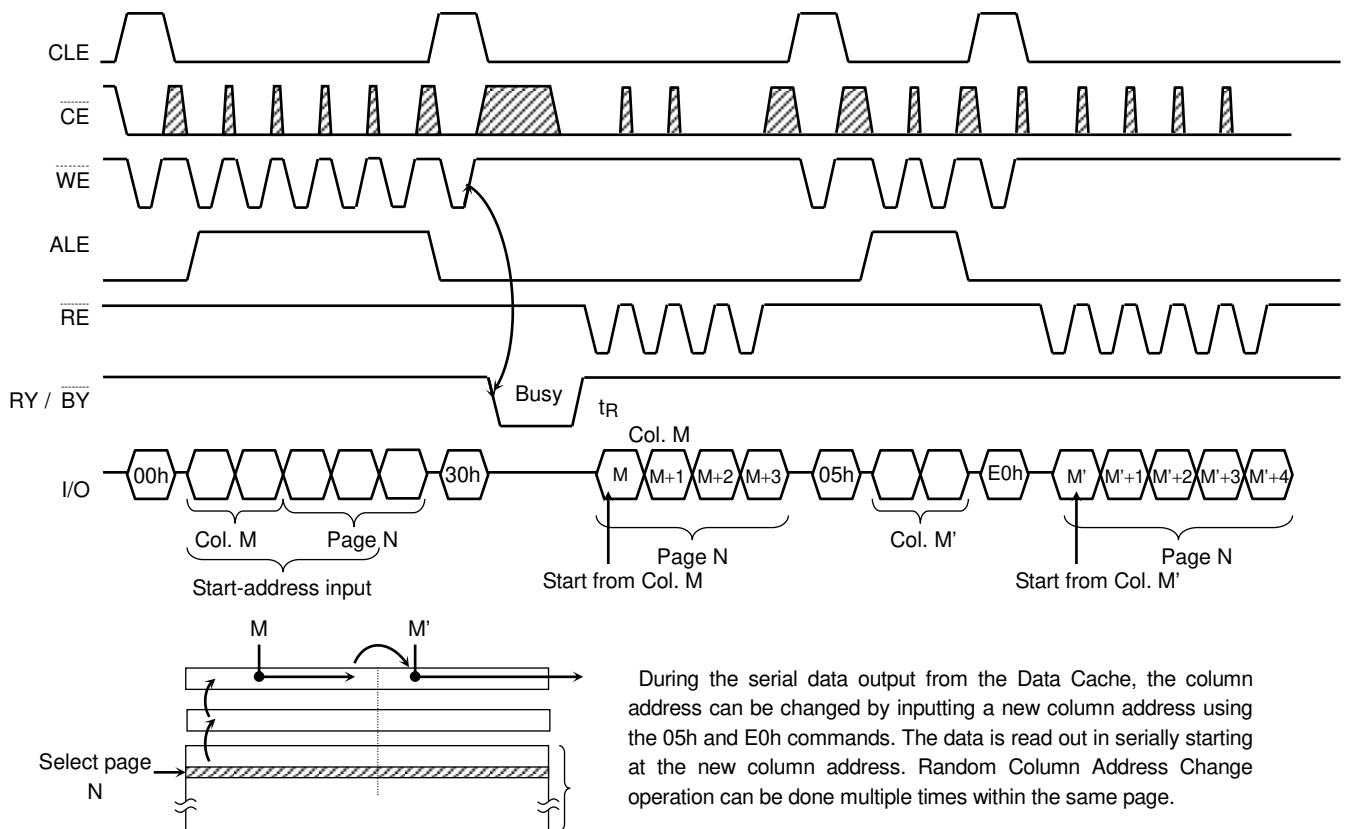 CLE
CE
WE
ALE
RE
RY / BY
Busy
tR
Col. M
I/O
00h
30h
M
M+1
M+2
M+3
05h
E0h
M'
M'+1
M'+2
M'+3
M'+4
Col. M
Page N
Start-address input
Page N
Start from Col. M
Col. M'
Page N
Start from Col. M'
M
M'
Select page
N
During the serial data output from the Data Cache, the column
address can be changed by inputting a new column address using
the 05h and E0h commands. The data is read out in serially starting
at the new column address. Random Column Address Change
operation can be done multiple times within the same page.